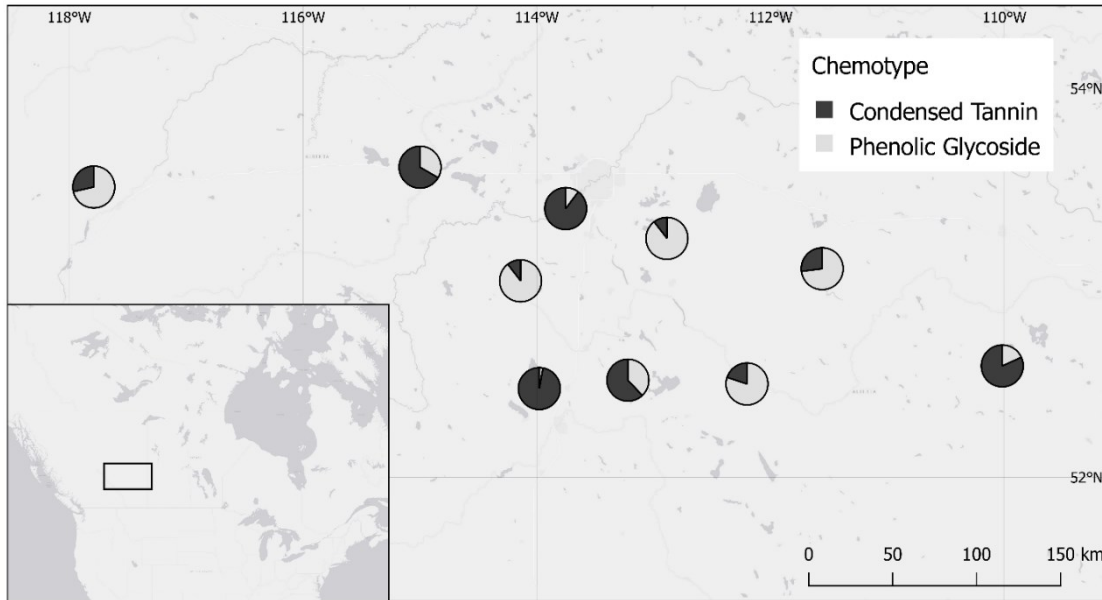 118°W 116°W 114°W 112°W 110°W
Chemotype
54°N
Condensed Tannin
Phenolic Glycoside
52°N
0 50 100 150 km